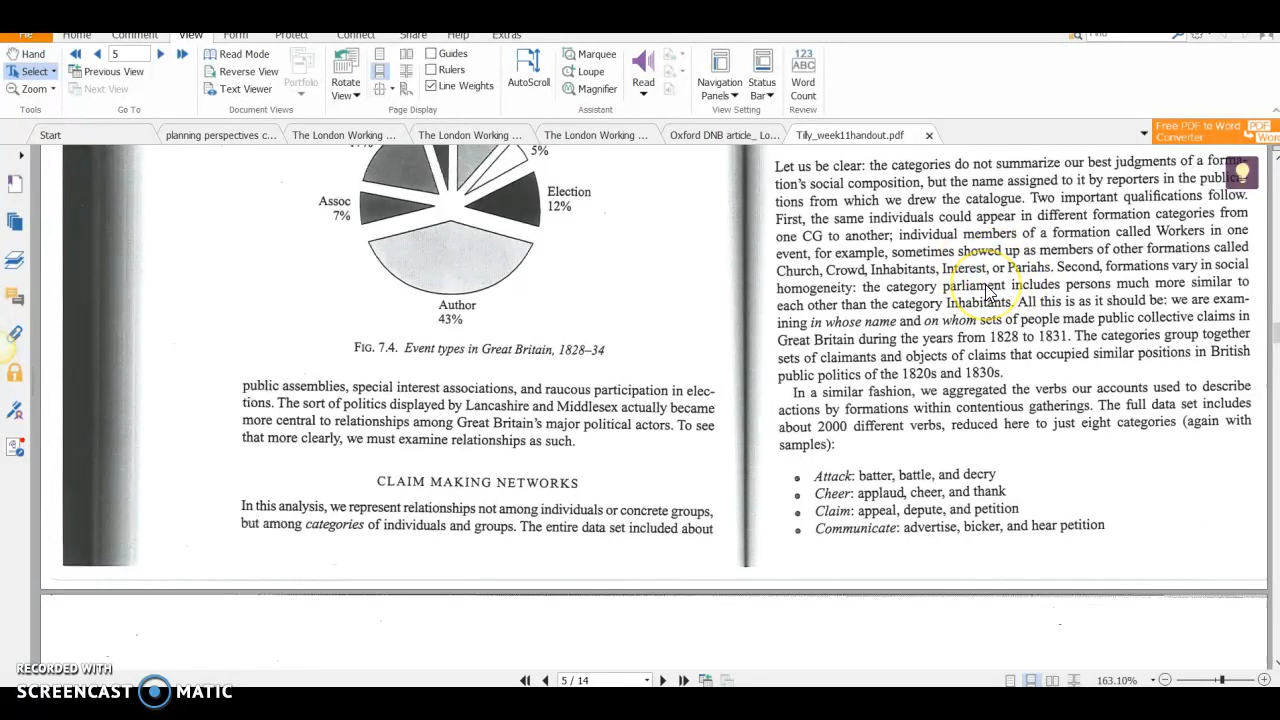 File Home Comment View Form Protect Connect Share Help Extras Find
Hand
Select
Zoom
Tools
5
Previous View
Next View
Go To
Read Mode
Reverse View
Text Viewer
Portfolio
Document Views
Rotate
View
Guides
Rulers
Line Weights
Page Display
AutoScroll
Marquee
Loupe
Magnifier
Assistant
Read
Navigation
Panels
Status
Bar
View Setting
123
ABC
Word
Count
Review
Start
planning perspectives c...
The London Working ...
The London Working ...
The London Working ...
Oxford DNB article_ Lo...
Tilly_week11handout.pdf
Free PDF to Word
Converter
PDF
Word
5%
Election
12%
Assoc
7%
Author
43%
FIG. 7.4. Event types in Great Britain, 1828–34
public assemblies, special interest associations, and raucous participation in elec-
tions. The sort of politics displayed by Lancashire and Middlesex actually became
more central to relationships among Great Britain's major political actors. To see
that more clearly, we must examine relationships as such.
CLAIM MAKING NETWORKS
In this analysis, we represent relationships not among individuals or concrete groups,
but among categories of individuals and groups. The entire data set included about
Let us be clear: the categories do not summarize our best judgments of a forma-
tion's social composition, but the name assigned to it by reporters in the publica-
tions from which we drew the catalogue. Two important qualifications follow.
First, the same individuals could appear in different formation categories from
one CG to another; individual members of a formation called Workers in one
event, for example, sometimes showed up as members of other formations called
Church, Crowd, Inhabitants, Interest, or Pariahs. Second, formations vary in social
homogeneity: the category parliament includes persons much more similar to
each other than the category Inhabitants. All this is as it should be: we are exam-
ining in whose name and on whom sets of people made public collective claims in
Great Britain during the years from 1828 to 1831. The categories group together
sets of claimants and objects of claims that occupied similar positions in British
public politics of the 1820s and 1830s.
In a similar fashion, we aggregated the verbs our accounts used to describe
actions by formations within contentious gatherings. The full data set includes
about 2000 different verbs, reduced here to just eight categories (again with
samples):
• Attack: batter, battle, and decry
• Cheer: applaud, cheer, and thank
• Claim: appeal, depute, and petition
• Communicate: advertise, bicker, and hear petition
RECORDED WITH
SCREENCAST MATIC
5 / 14
163.10%